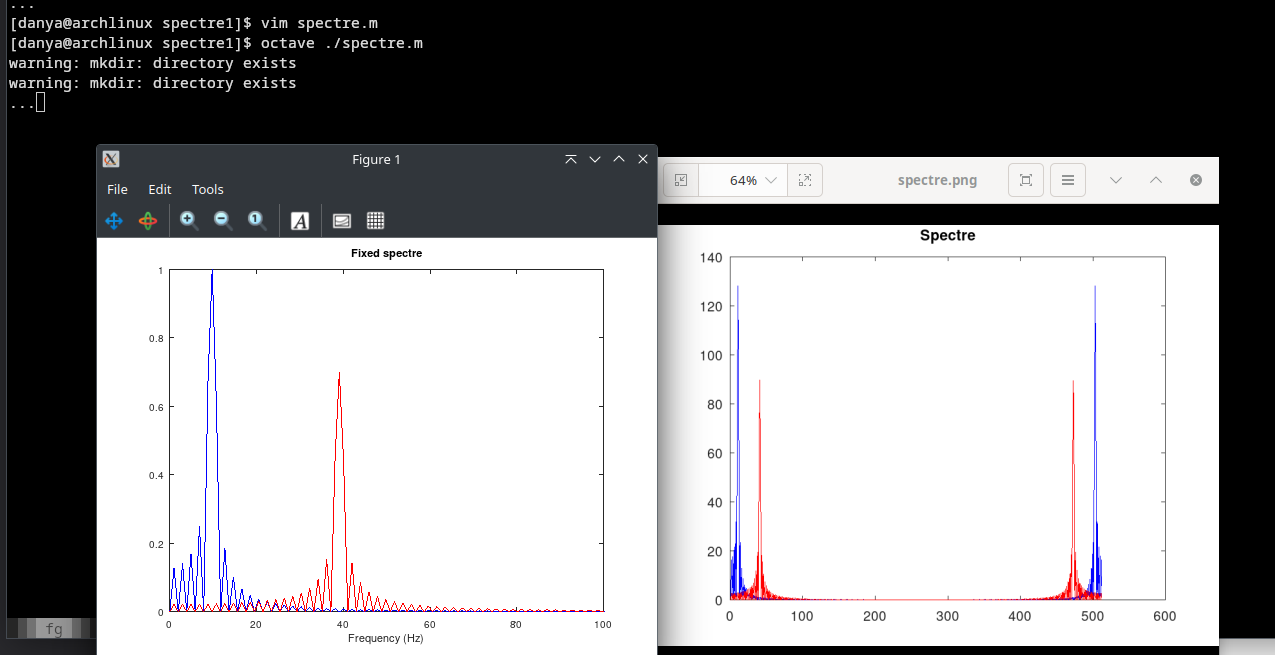 ...
[danya@archlinux spectre1]$ vim spectre.m
[danya@archlinux spectre1]$ octave ./spectre.m
warning: mkdir: directory exists
warning: mkdir: directory exists
...
Figure 1
File Edit Tools
1 A
Fixed spectre
1
0.8
0.6
0.4
0.2
0
0 20 40 60 80 100
Frequency (Hz)
64% spectre.png
Spectre
140
120
100
80
60
40
20
0
0 100 200 300 400 500 600
fg